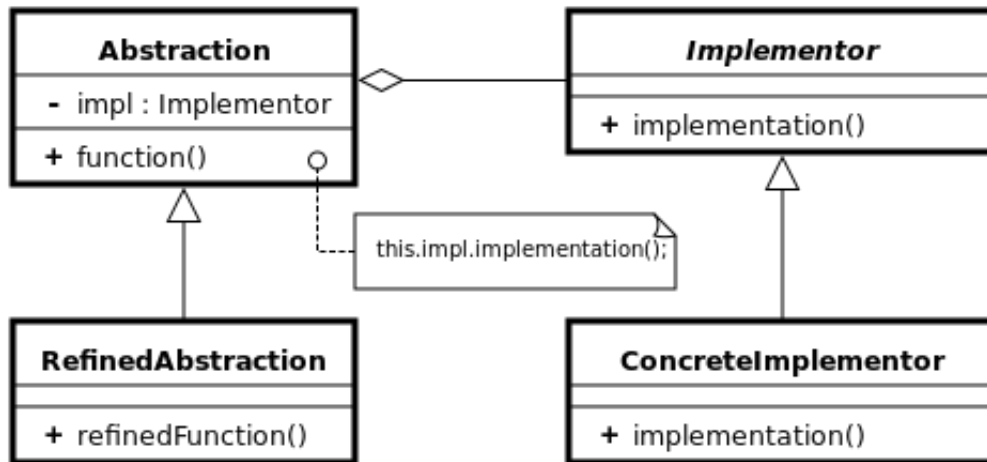 Abstraction
- impl : Implementor
+ function()
Implementor
+ implementation()
this.impl.implementation();
RefinedAbstraction
+ refinedFunction()
ConcreteImplementor
+ implementation()